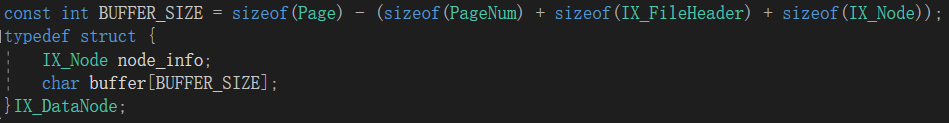 const int BUFFER_SIZE = sizeof(Page) - (sizeof(PageNum) + sizeof(IX_FileHeader) + sizeof(IX_Node));
typedef struct {
    IX_Node node_info;
    char buffer[BUFFER_SIZE];
}IX_DataNode;